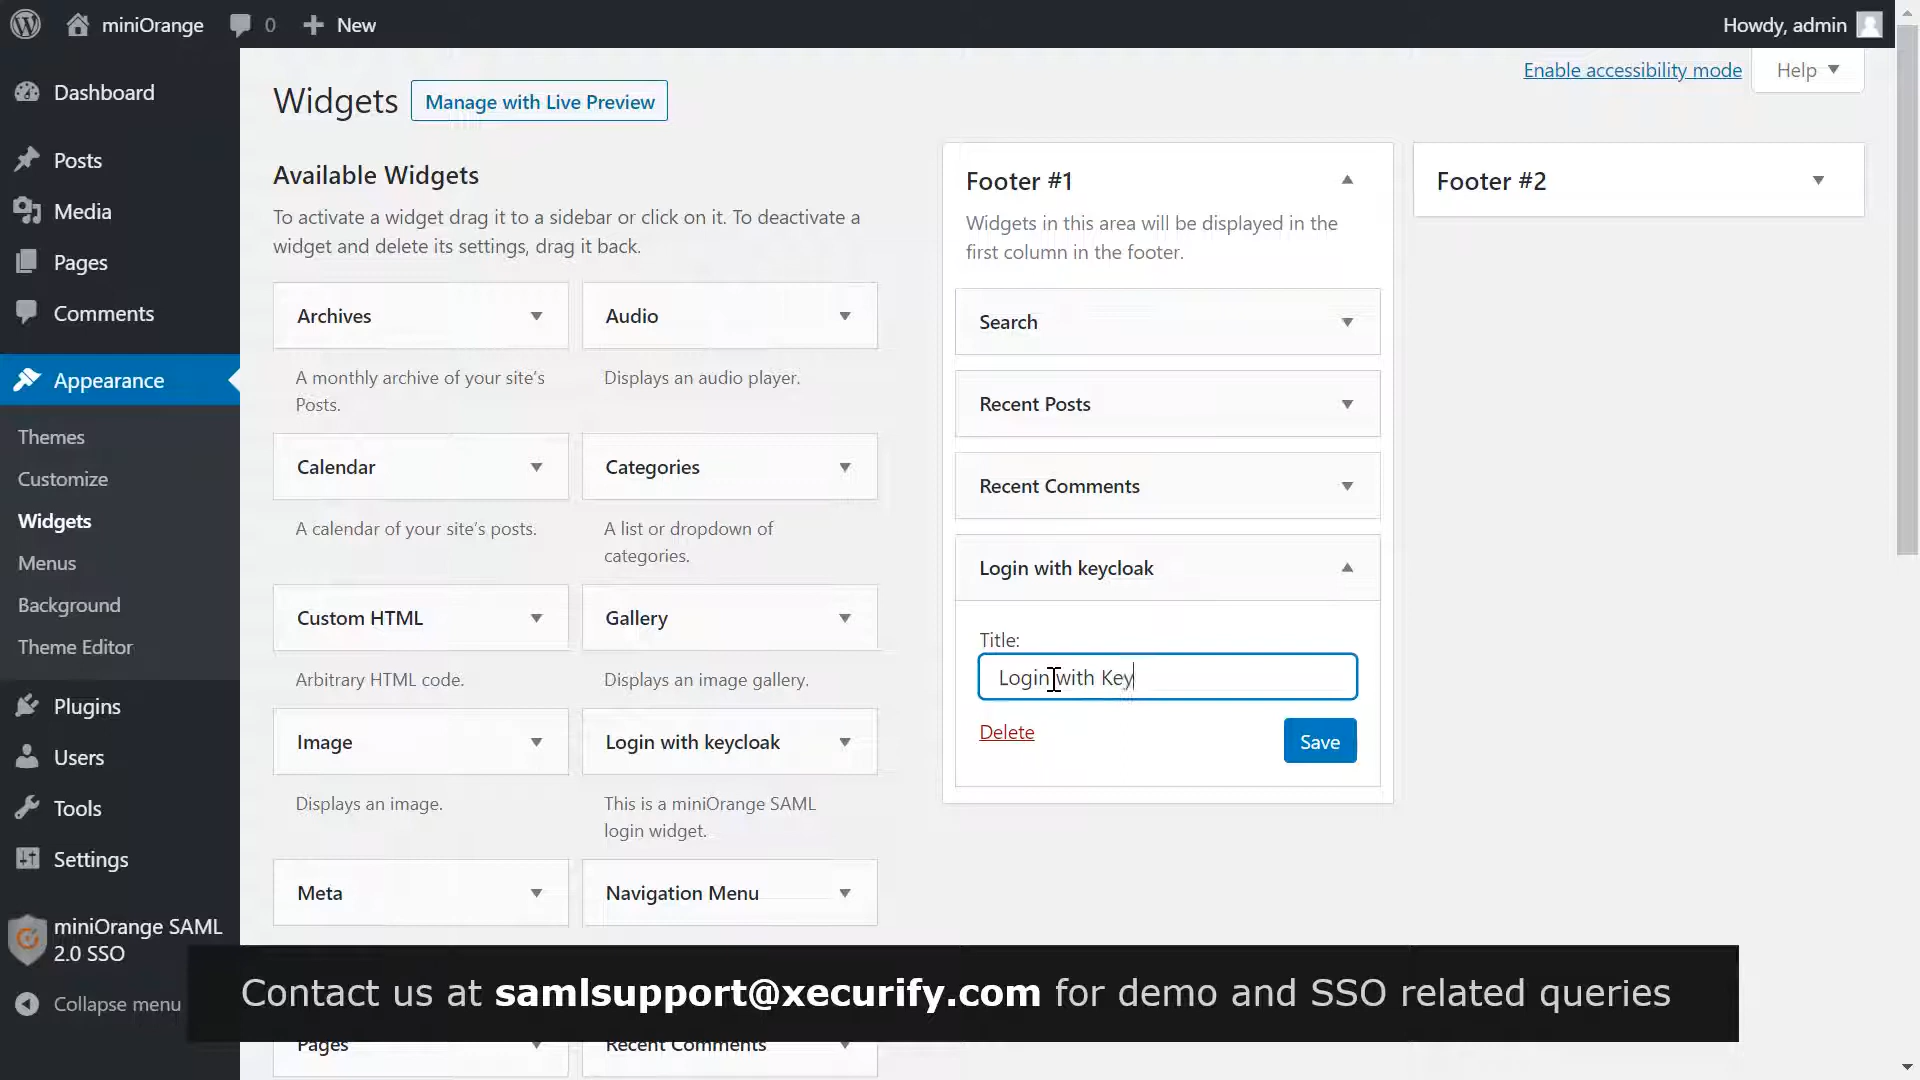 miniOrange
0
New
Howdy, admin
Dashboard
Posts
Media
Pages
Comments
Appearance
Themes
Customize
Widgets
Menus
Background
Theme Editor
Plugins
Users
Tools
Settings
miniOrange SAML
2.0 SSO
Collapse menu
Widgets
Manage with Live Preview
Enable accessibility mode
Help
Available Widgets
To activate a widget drag it to a sidebar or click on it. To deactivate a
widget and delete its settings, drag it back.
Archives
Audio
A monthly archive of your site's
Posts.
Displays an audio player.
Calendar
Categories
A calendar of your site's posts.
A list or dropdown of
categories.
Custom HTML
Gallery
Arbitrary HTML code.
Displays an image gallery.
Image
Login with keycloak
Displays an image.
This is a miniOrange SAML
login widget.
Meta
Navigation Menu
Pages
Recent Comments
Footer #1
Widgets in this area will be displayed in the
first column in the footer.
Search
Recent Posts
Recent Comments
Login with keycloak
Title:
Login with Key
Delete
Save
Footer #2
Contact us at samlsupport@xecurify.com for demo and SSO related queries